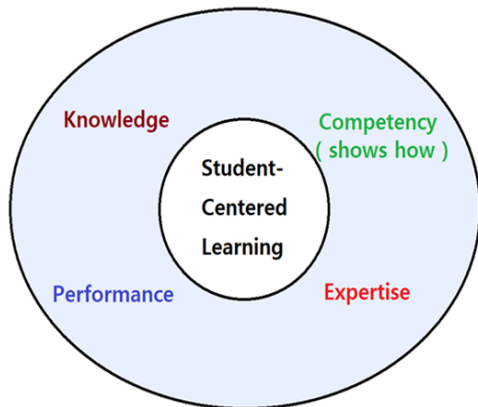 Knowledge
Competency
( shows how )
Student-
Centered
Learning
Performance
Expertise